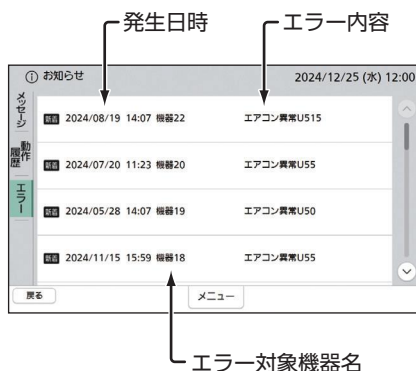 発生日時
エラー内容
お知らせ
2024/12/25 (水) 12:00
メッセージ
動作履歴
エラー
新着 2024/08/19 14:07 機器22 エアコン異常U515
新着 2024/07/20 11:23 機器20 エアコン異常U55
新着 2024/05/28 14:07 機器19 エアコン異常U50
新着 2024/11/15 15:59 機器18 エアコン異常U55
戻る
メニュー
エラー対象機器名